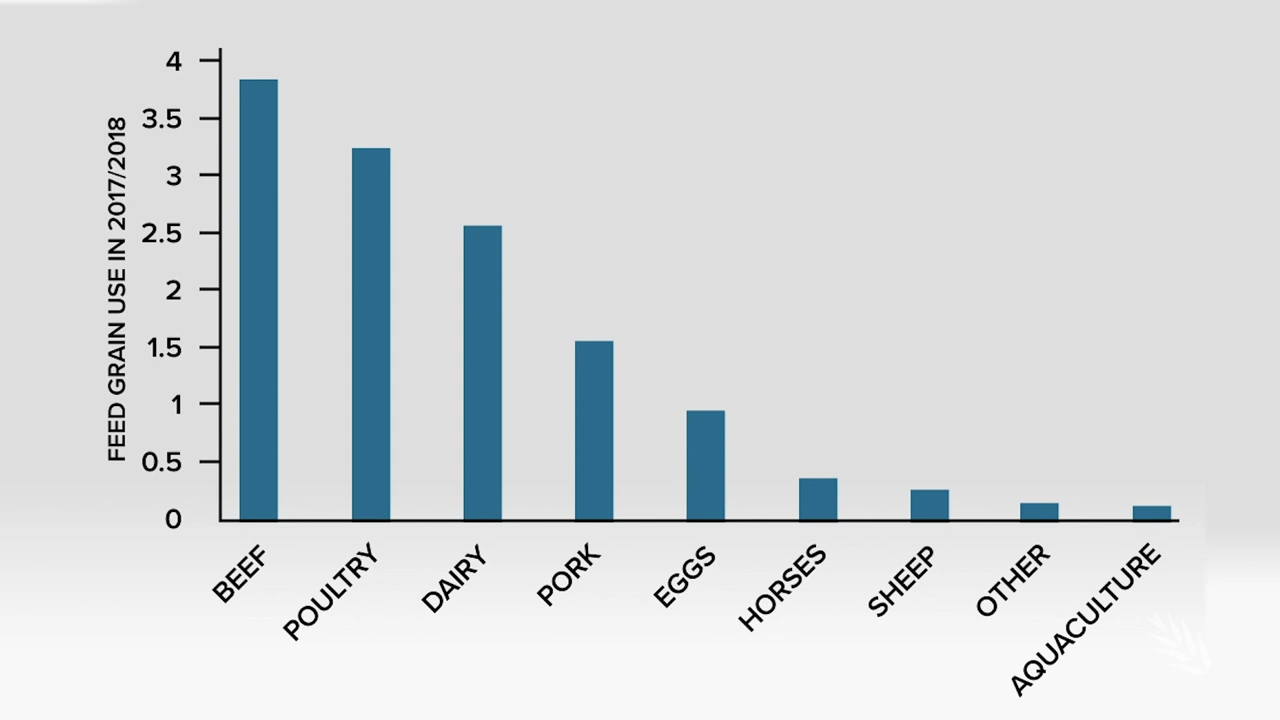 FEED GRAIN USE IN 2017/2018
4
3.5
3
2.5
2
1.5
1
0.5
0
BEEF
POULTRY
DAIRY
PORK
EGGS
HORSES
SHEEP
OTHER
AQUACULTURE